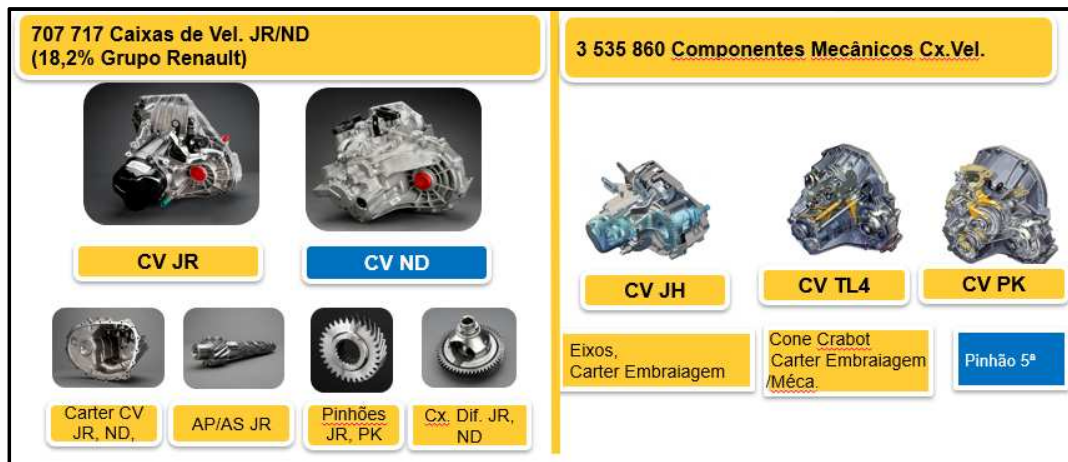 707 717 Caixas de Vel. JR/ND
(18,2% Grupo Renault)
CV JR
CV ND
Carter CV
JR, ND,
AP/AS JR
Pinhões
JR, PK
Cx. Dif. JR,
ND
3 535 860 Componentes Mecânicos Cx.Vel.
CV JH
CV TL4
CV PK
Eixos,
Carter Embraiagem
Cone Crabot
Carter Embraiagem
/Méca.
Pinhão 5ª